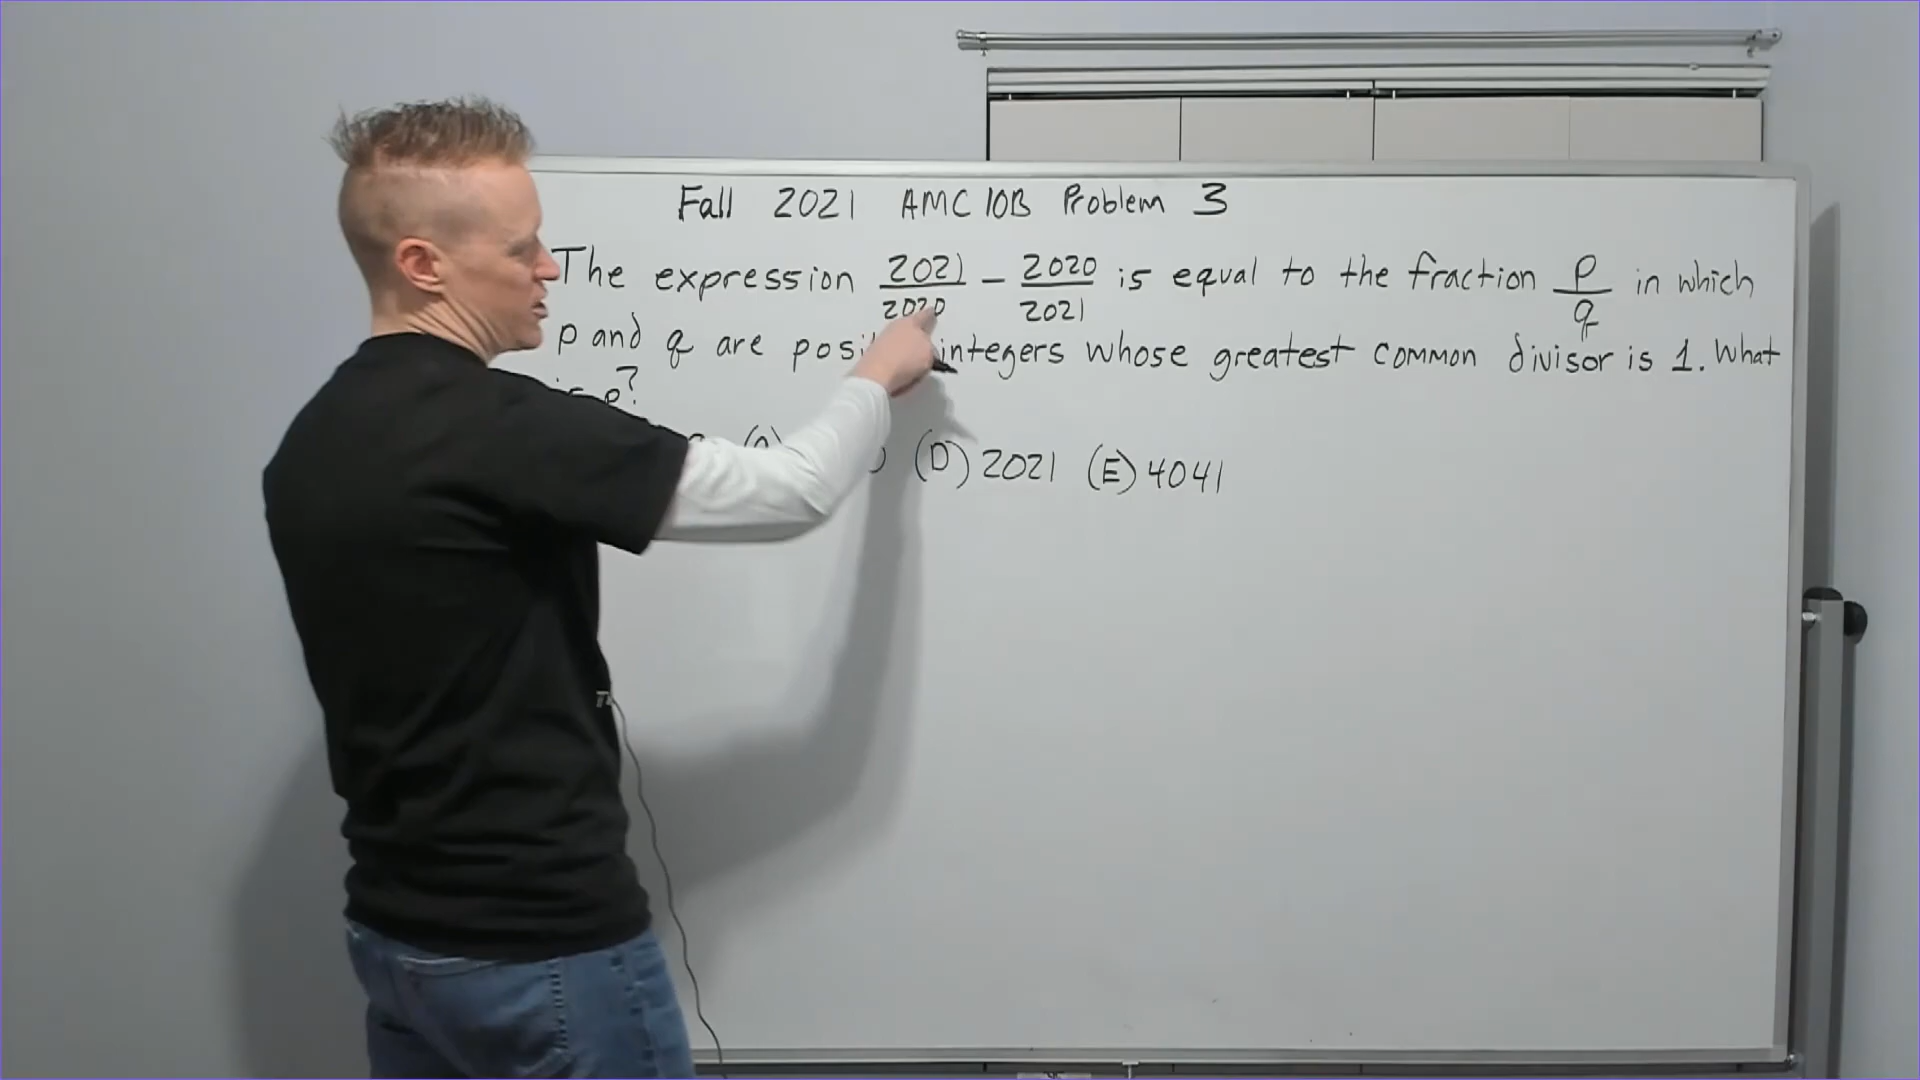 Fall 2021 AMC 10B Problem 3
The expression 2021/2020 - 2020/2021 is equal to the fraction p/q in which
p and q are integers whose greatest common divisor is 1. What
p?
(D) 2021 (E) 4041